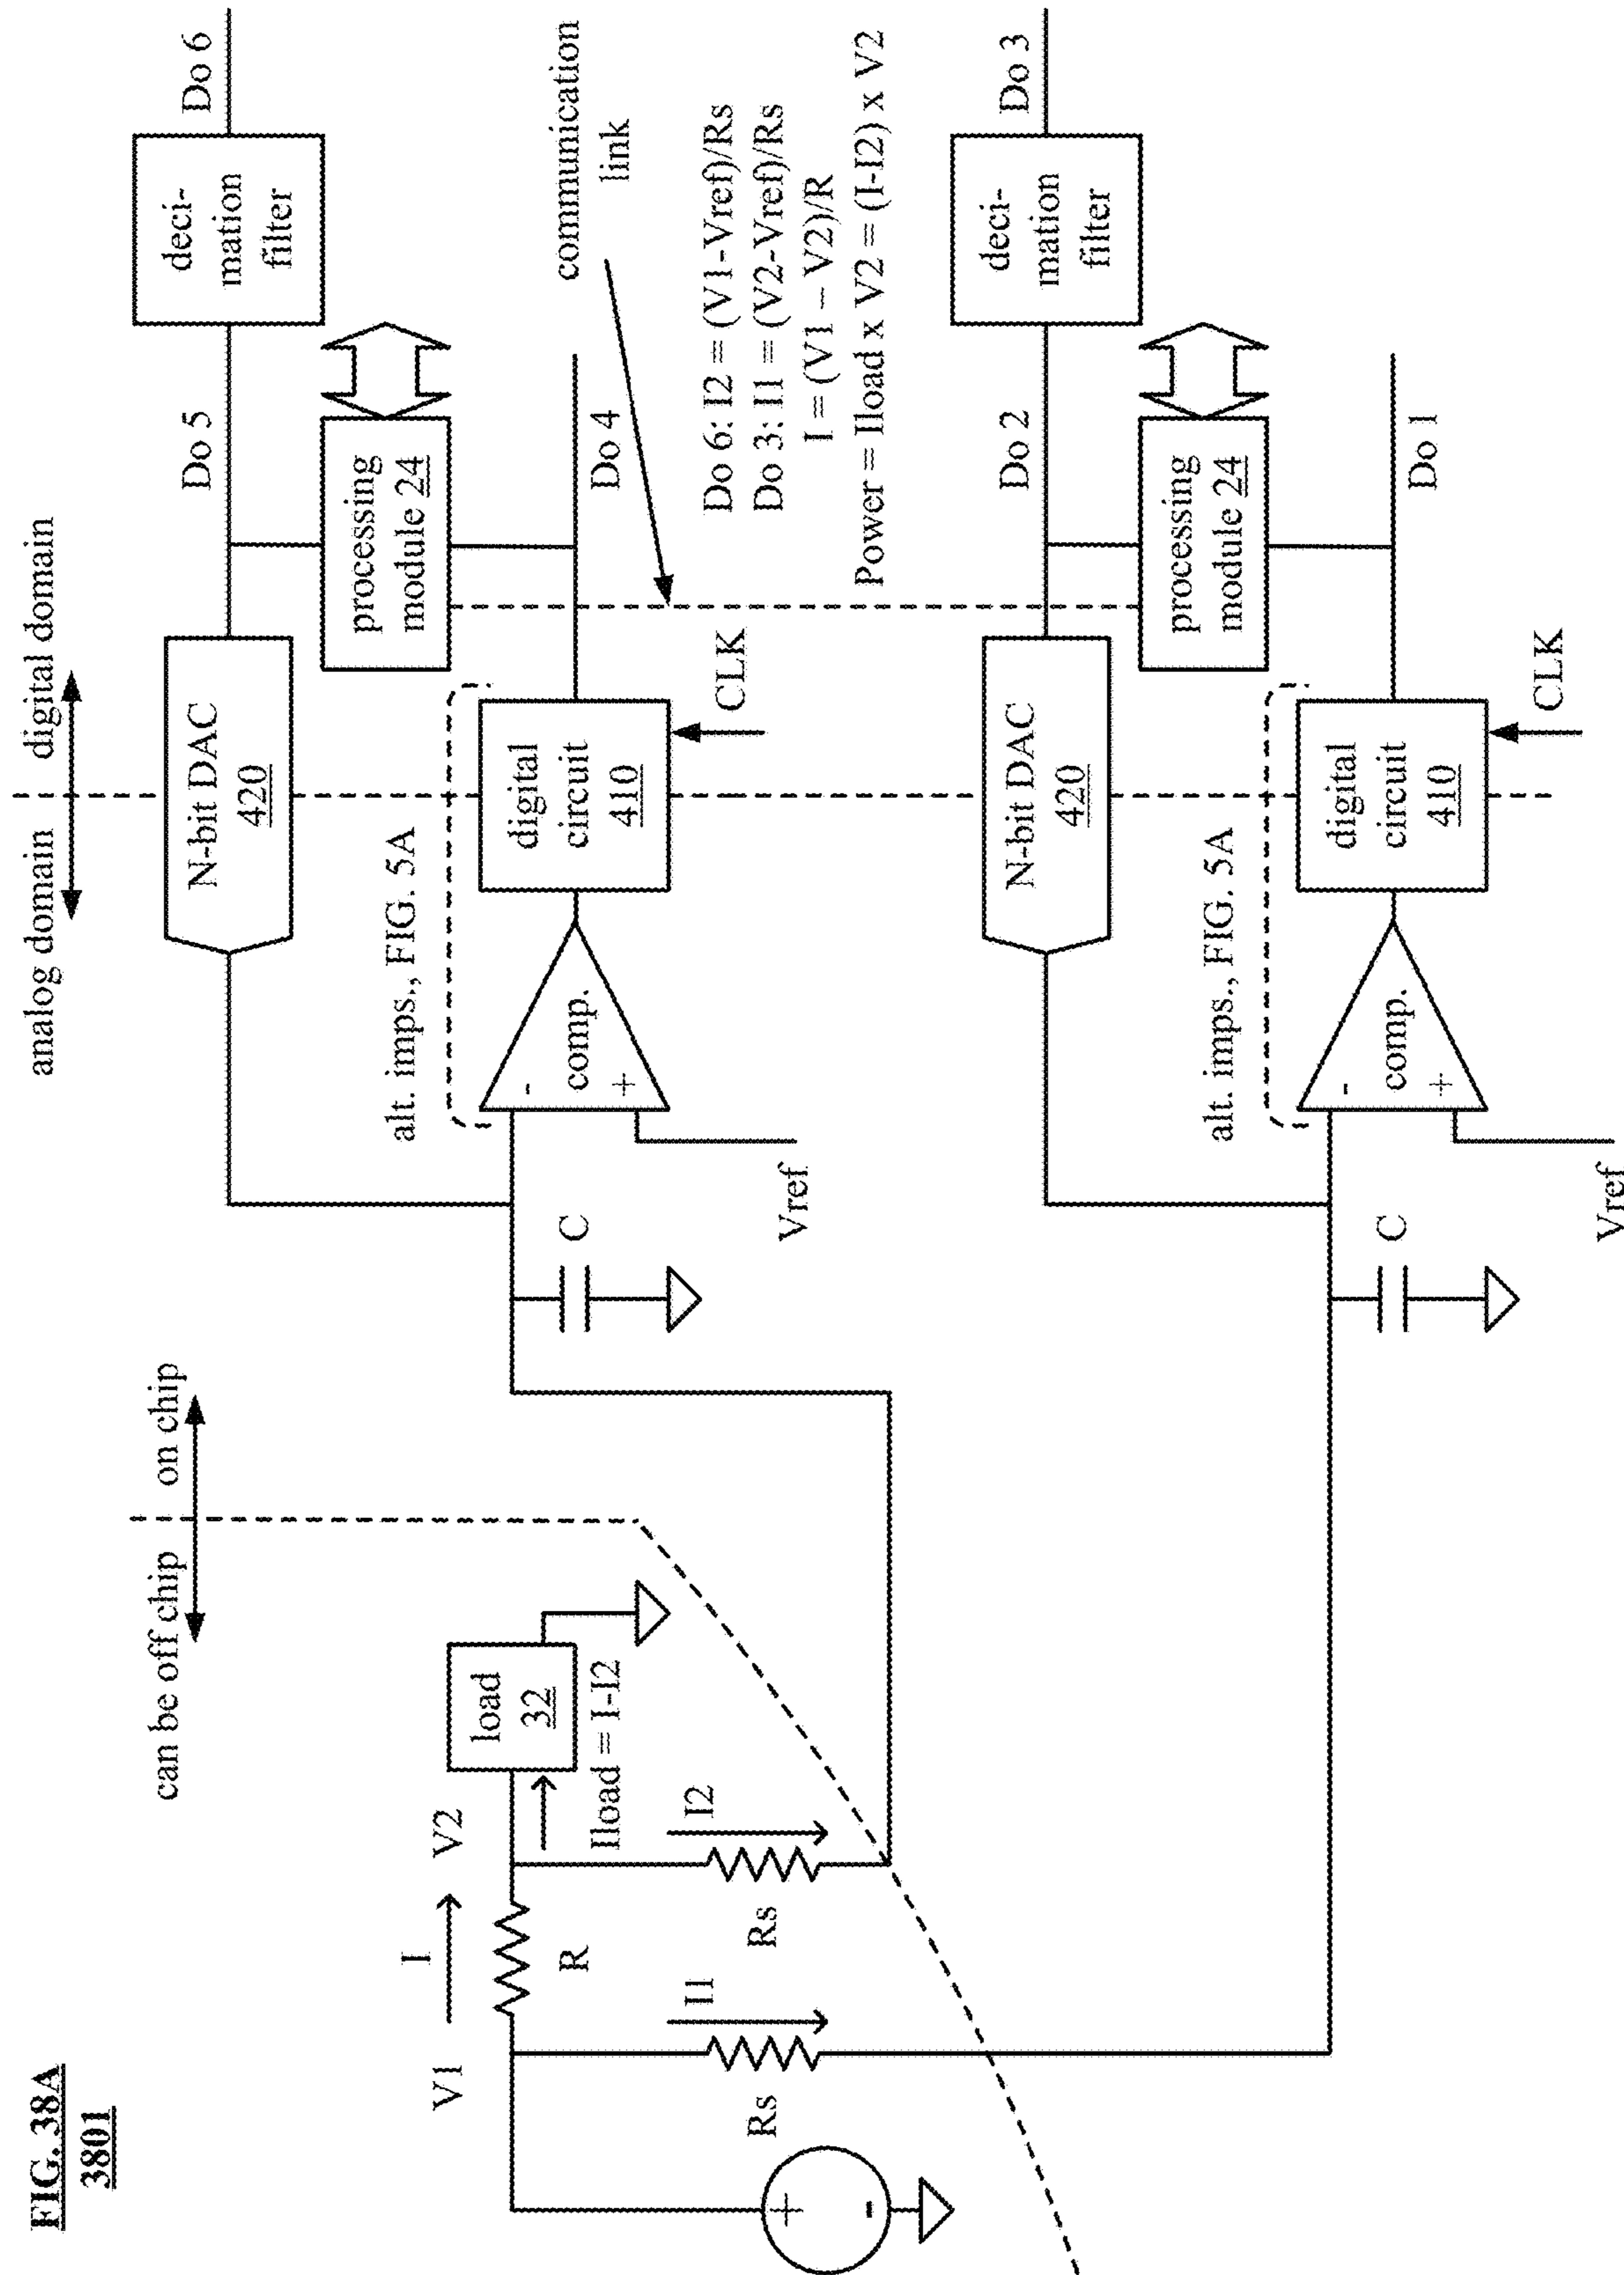 FIG. 38A
3801
analog domain
digital domain
can be off chip
on chip
N-bit DAC
420
Do 5
deci-
mation
filter
Do 6
processing
module 24
alt. imps., FIG. 5A
-
comp.
+
digital
circuit
410
Do 4
CLK
Vref
C
V1
I
V2
R
load
32
Iload = I-I2
Rs
I1
Rs
I2
+
-
communication
link
Do 6: I2 = (V1-Vref)/Rs
Do 3: I1 = (V2-Vref)/Rs
I = (V1 – V2)/R
Power = Iload x V2 = (I-I2) x V2
N-bit DAC
420
Do 2
deci-
mation
filter
Do 3
processing
module 24
alt. imps., FIG. 5A
-
comp.
+
digital
circuit
410
Do 1
CLK
Vref
C